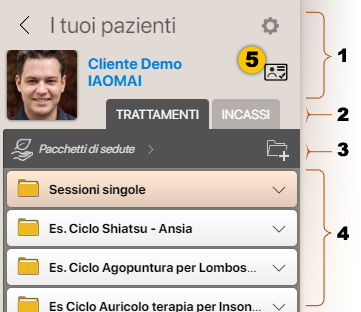 I tuoi pazienti
Cliente Demo
IAOMAI
5
TRATTAMENTI
INCASSI
Pacchetti di sedute
Sessioni singole
Es. Ciclo Shiatsu - Ansia
Es. Ciclo Agopuntura per Lombos...
Es Ciclo Auricolo terapia per Inson...
1
2
3
4